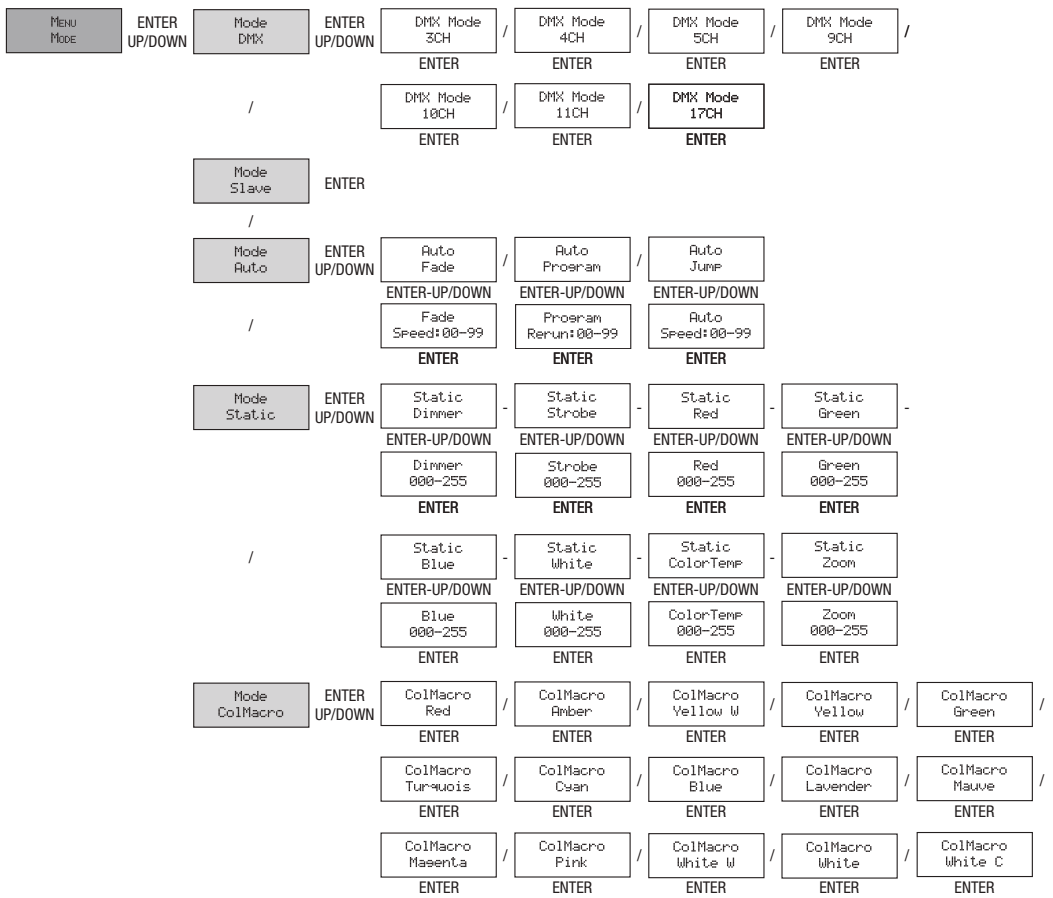 MENU ENTER Mode ENTER DMX Mode / DMX Mode / DMX Mode / DMX Mode /
MODE UP/DOWN DMX UP/DOWN 3CH 4CH 5CH 9CH
ENTER ENTER ENTER ENTER
/ DMX Mode / DMX Mode / DMX Mode
10CH 11CH 17CH
ENTER ENTER ENTER
Mode ENTER
Slave
/
Mode ENTER Auto / Auto / Auto
Auto UP/DOWN Fade Program Jump
ENTER-UP/DOWN ENTER-UP/DOWN ENTER-UP/DOWN
/ Fade Program Auto
Speed:00-99 Rerun:00-99 Speed:00-99
ENTER ENTER ENTER
Mode ENTER Static - Static - Static - Static -
Static UP/DOWN Dimmer Strobe Red Green
ENTER-UP/DOWN ENTER-UP/DOWN ENTER-UP/DOWN ENTER-UP/DOWN
Dimmer Strobe Red Green
000-255 000-255 000-255 000-255
ENTER ENTER ENTER ENTER
/ Static - Static - Static - Static
Blue White ColorTemp Zoom
ENTER-UP/DOWN ENTER-UP/DOWN ENTER-UP/DOWN ENTER-UP/DOWN
Blue White ColorTemp Zoom
000-255 000-255 000-255 000-255
ENTER ENTER ENTER ENTER
Mode ENTER ColMacro / ColMacro / ColMacro / ColMacro / ColMacro /
ColMacro UP/DOWN Red Amber Yellow W Yellow Green
ENTER ENTER ENTER ENTER ENTER
ColMacro / ColMacro / ColMacro / ColMacro / ColMacro /
Turquois Cyan Blue Lavender Mauve
ENTER ENTER ENTER ENTER ENTER
ColMacro / ColMacro / ColMacro / ColMacro / ColMacro
Magenta Pink White W White White C
ENTER ENTER ENTER ENTER ENTER